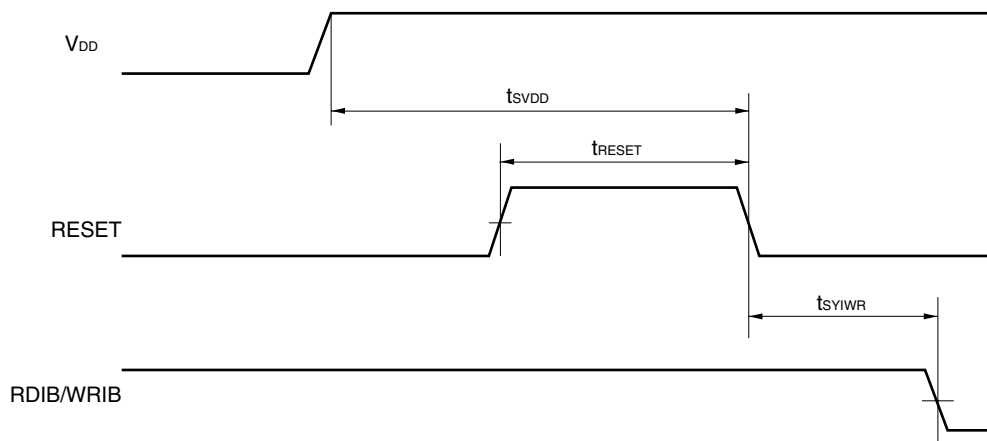 VDD
tSVDD
tRESET
RESET
tSYIWR
RDIB/WRIB